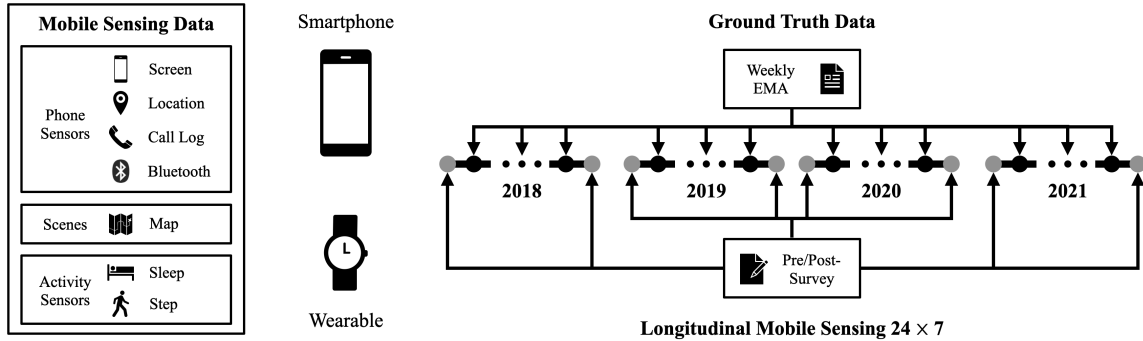 Mobile Sensing Data
Phone
Sensors
Screen
Location
Call Log
Bluetooth
Scenes
Map
Activity
Sensors
Sleep
Step
Smartphone
Wearable
Ground Truth Data
Weekly
EMA
2018
2019
2020
2021
Pre/Post-
Survey
Longitudinal Mobile Sensing 24 × 7